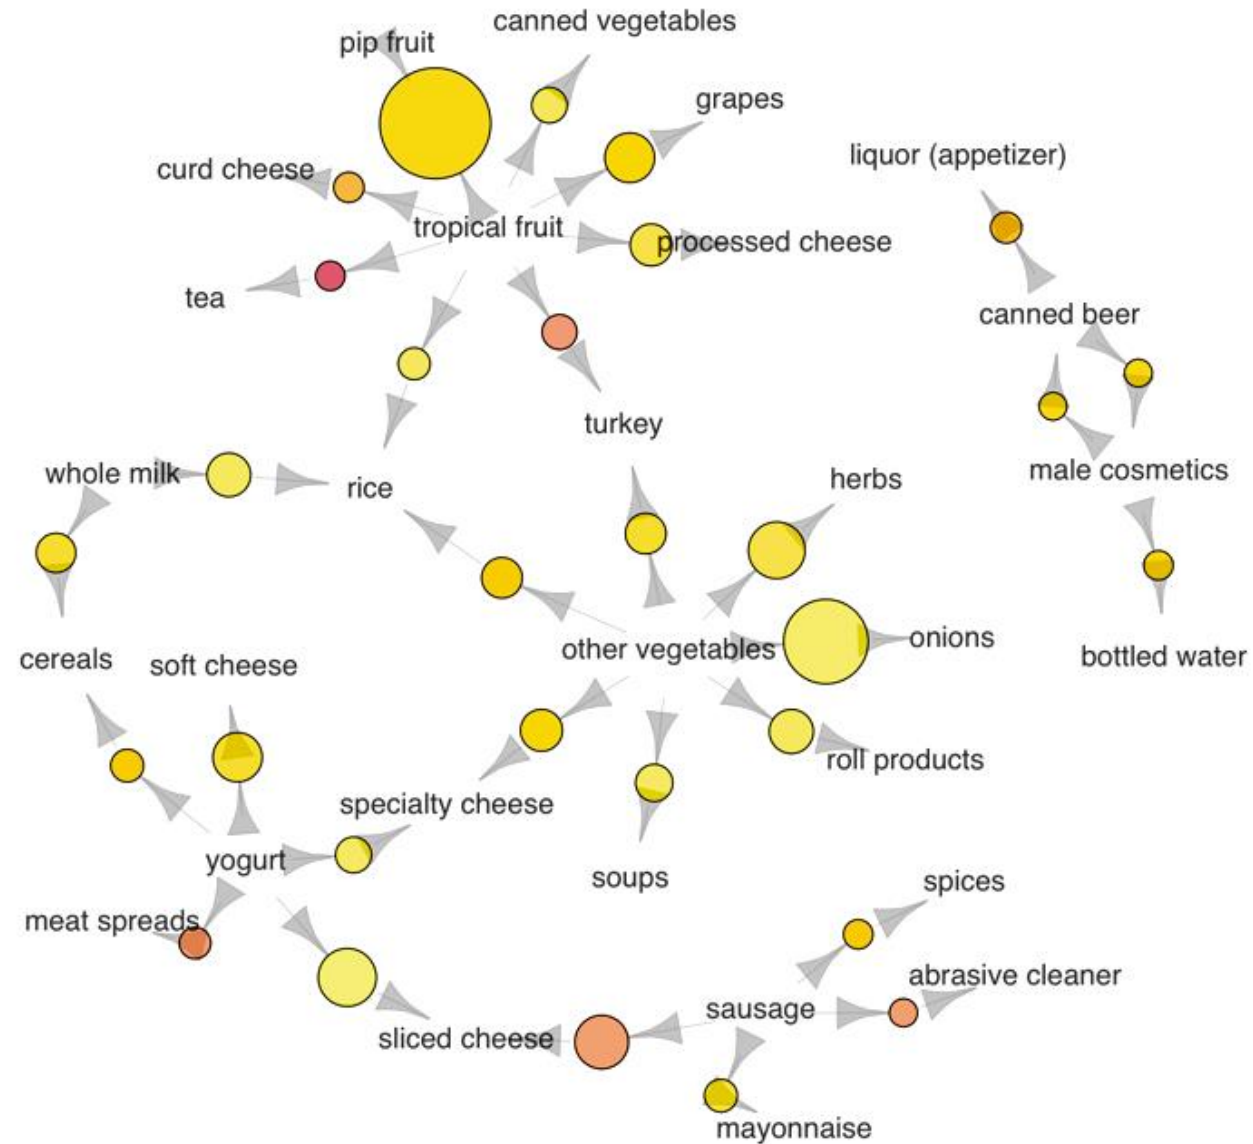 canned vegetables
pip fruit
grapes
liquor (appetizer)
curd cheese
tropical fruit
processed cheese
tea
canned beer
turkey
male cosmetics
whole milk
rice
herbs
onions
other vegetables
bottled water
cereals
soft cheese
roll products
specialty cheese
yogurt
soups
spices
meat spreads
abrasive cleaner
sausage
sliced cheese
mayonnaise